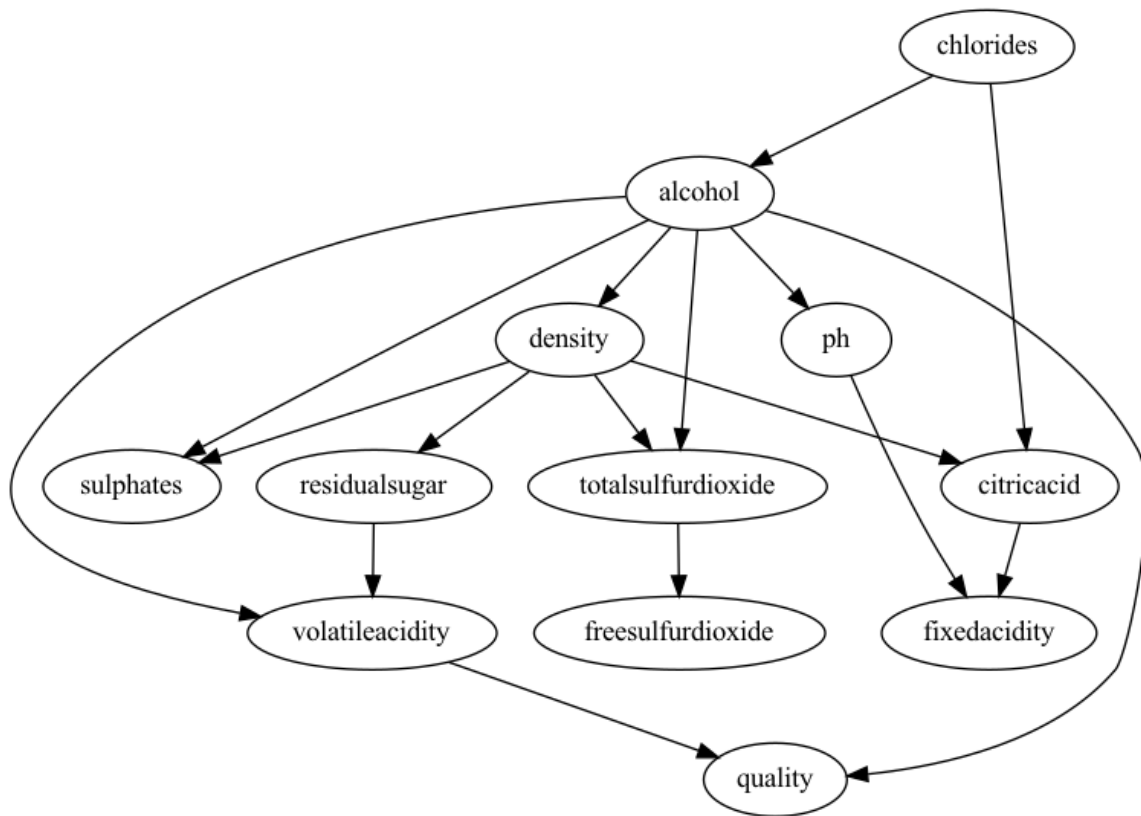 chlorides
alcohol
density
ph
sulphates
residualsugar
totalsulfurdioxide
citricacid
volatileacidity
freesulfurdioxide
fixedacidity
quality